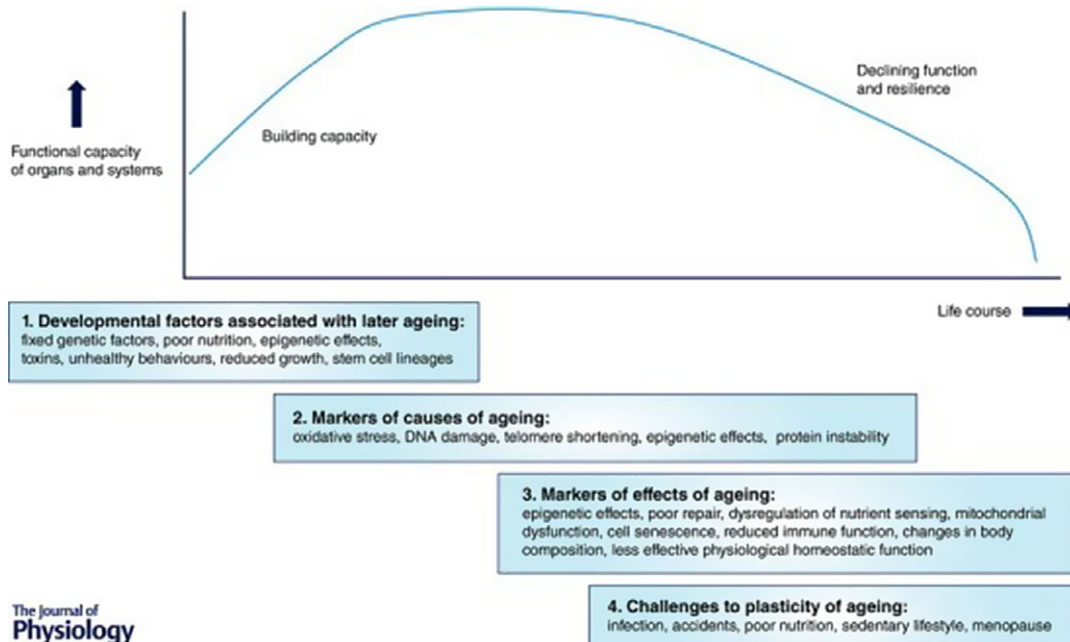 Building capacity
Declining function
and resilience
Functional capacity
of organs and systems
Life course
1. Developmental factors associated with later ageing:
fixed genetic factors, poor nutrition, epigenetic effects,
toxins, unhealthy behaviours, reduced growth, stem cell lineages
2. Markers of causes of ageing:
oxidative stress, DNA damage, telomere shortening, epigenetic effects, protein instability
3. Markers of effects of ageing:
epigenetic effects, poor repair, dysregulation of nutrient sensing, mitochondrial
dysfunction, cell senescence, reduced immune function, changes in body
composition, less effective physiological homeostatic function
4. Challenges to plasticity of ageing:
infection, accidents, poor nutrition, sedentary lifestyle, menopause
The Journal of
Physiology